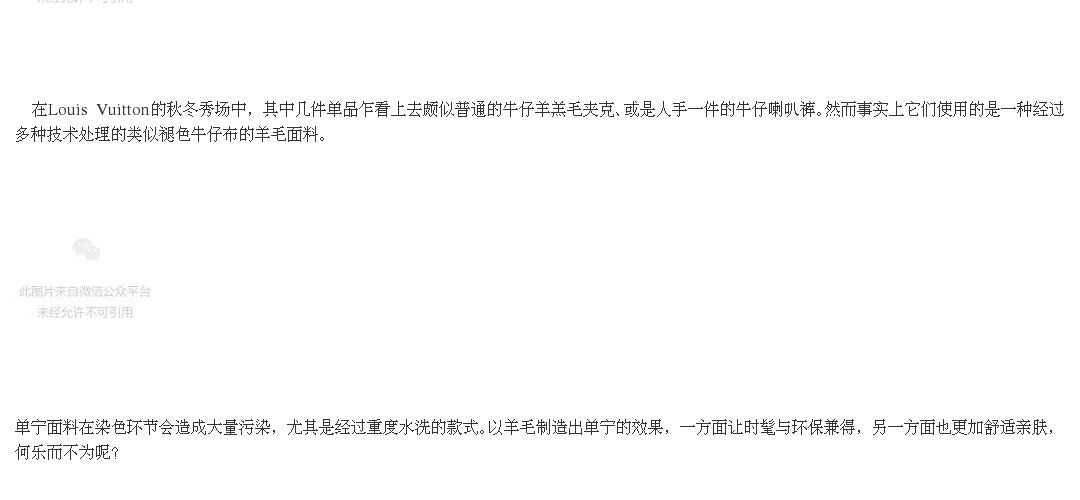 在Louis Vuitton的秋冬秀场中，其中几件单品乍看上去颇似普通的牛仔羊羔毛夹克、或是人手一件的牛仔喇叭裤。然而事实上它们使用的是一种经过
多种技术处理的类似褪色牛仔布的羊毛面料。
此图片来自微信公众平台
未经允许不可引用
单宁面料在染色环节会造成大量污染，尤其是经过重度水洗的款式。以羊毛制造出单宁的效果，一方面让时髦与环保兼得，另一方面也更加舒适亲肤，
何乐而不为呢？